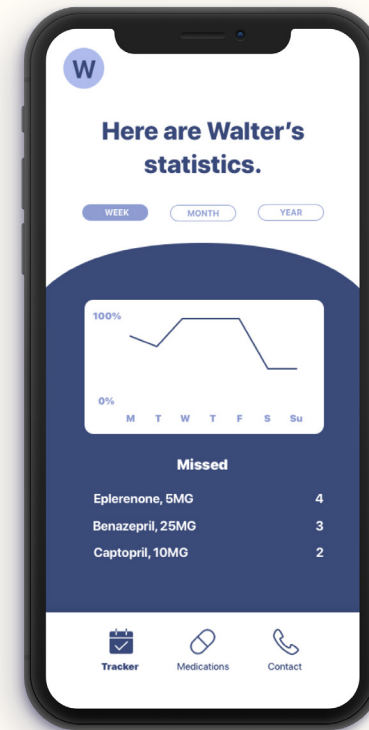 W
Here are Walter's
statistics.
WEEK MONTH YEAR
100%
0%
M T W T F S Su
Missed
Eplerenone, 5MG 4
Benazepril, 25MG 3
Captopril, 10MG 2
Tracker Medications Contact